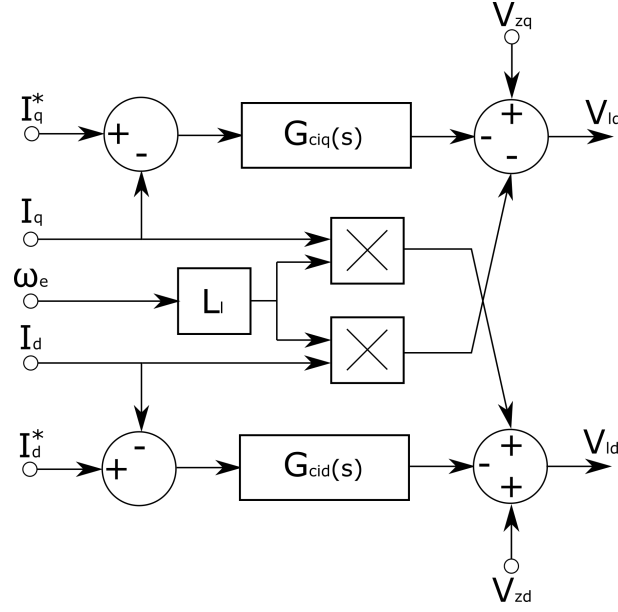 V_zq
I_q^*
+
-
G_ciq(s)
-
+
-
V_lq
I_q
ω_e
L_l
I_d
I_d^*
-
+
G_cid(s)
-
+
+
V_ld
V_zd